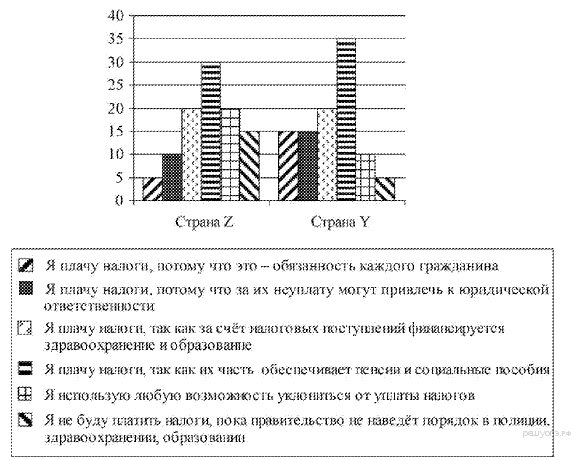 40
35
30
25
20
15
10
5
0
Страна Z Страна Y
Я плачу налоги, потому что это – обязанность каждого гражданина
Я плачу налоги, потому что за их неуплату могут привлечь к юридической
ответственности
Я плачу налоги, так как за счёт налоговых поступлений финансируется
здравоохранение и образование
Я плачу налоги, так как их часть обеспечивает пенсии и социальные пособия
Я использую любую возможность уклониться от уплаты налогов
Я не буду платить налоги, пока правительство не наведёт порядок в полиции,
здравоохранении, образовании
решуегэ.рф